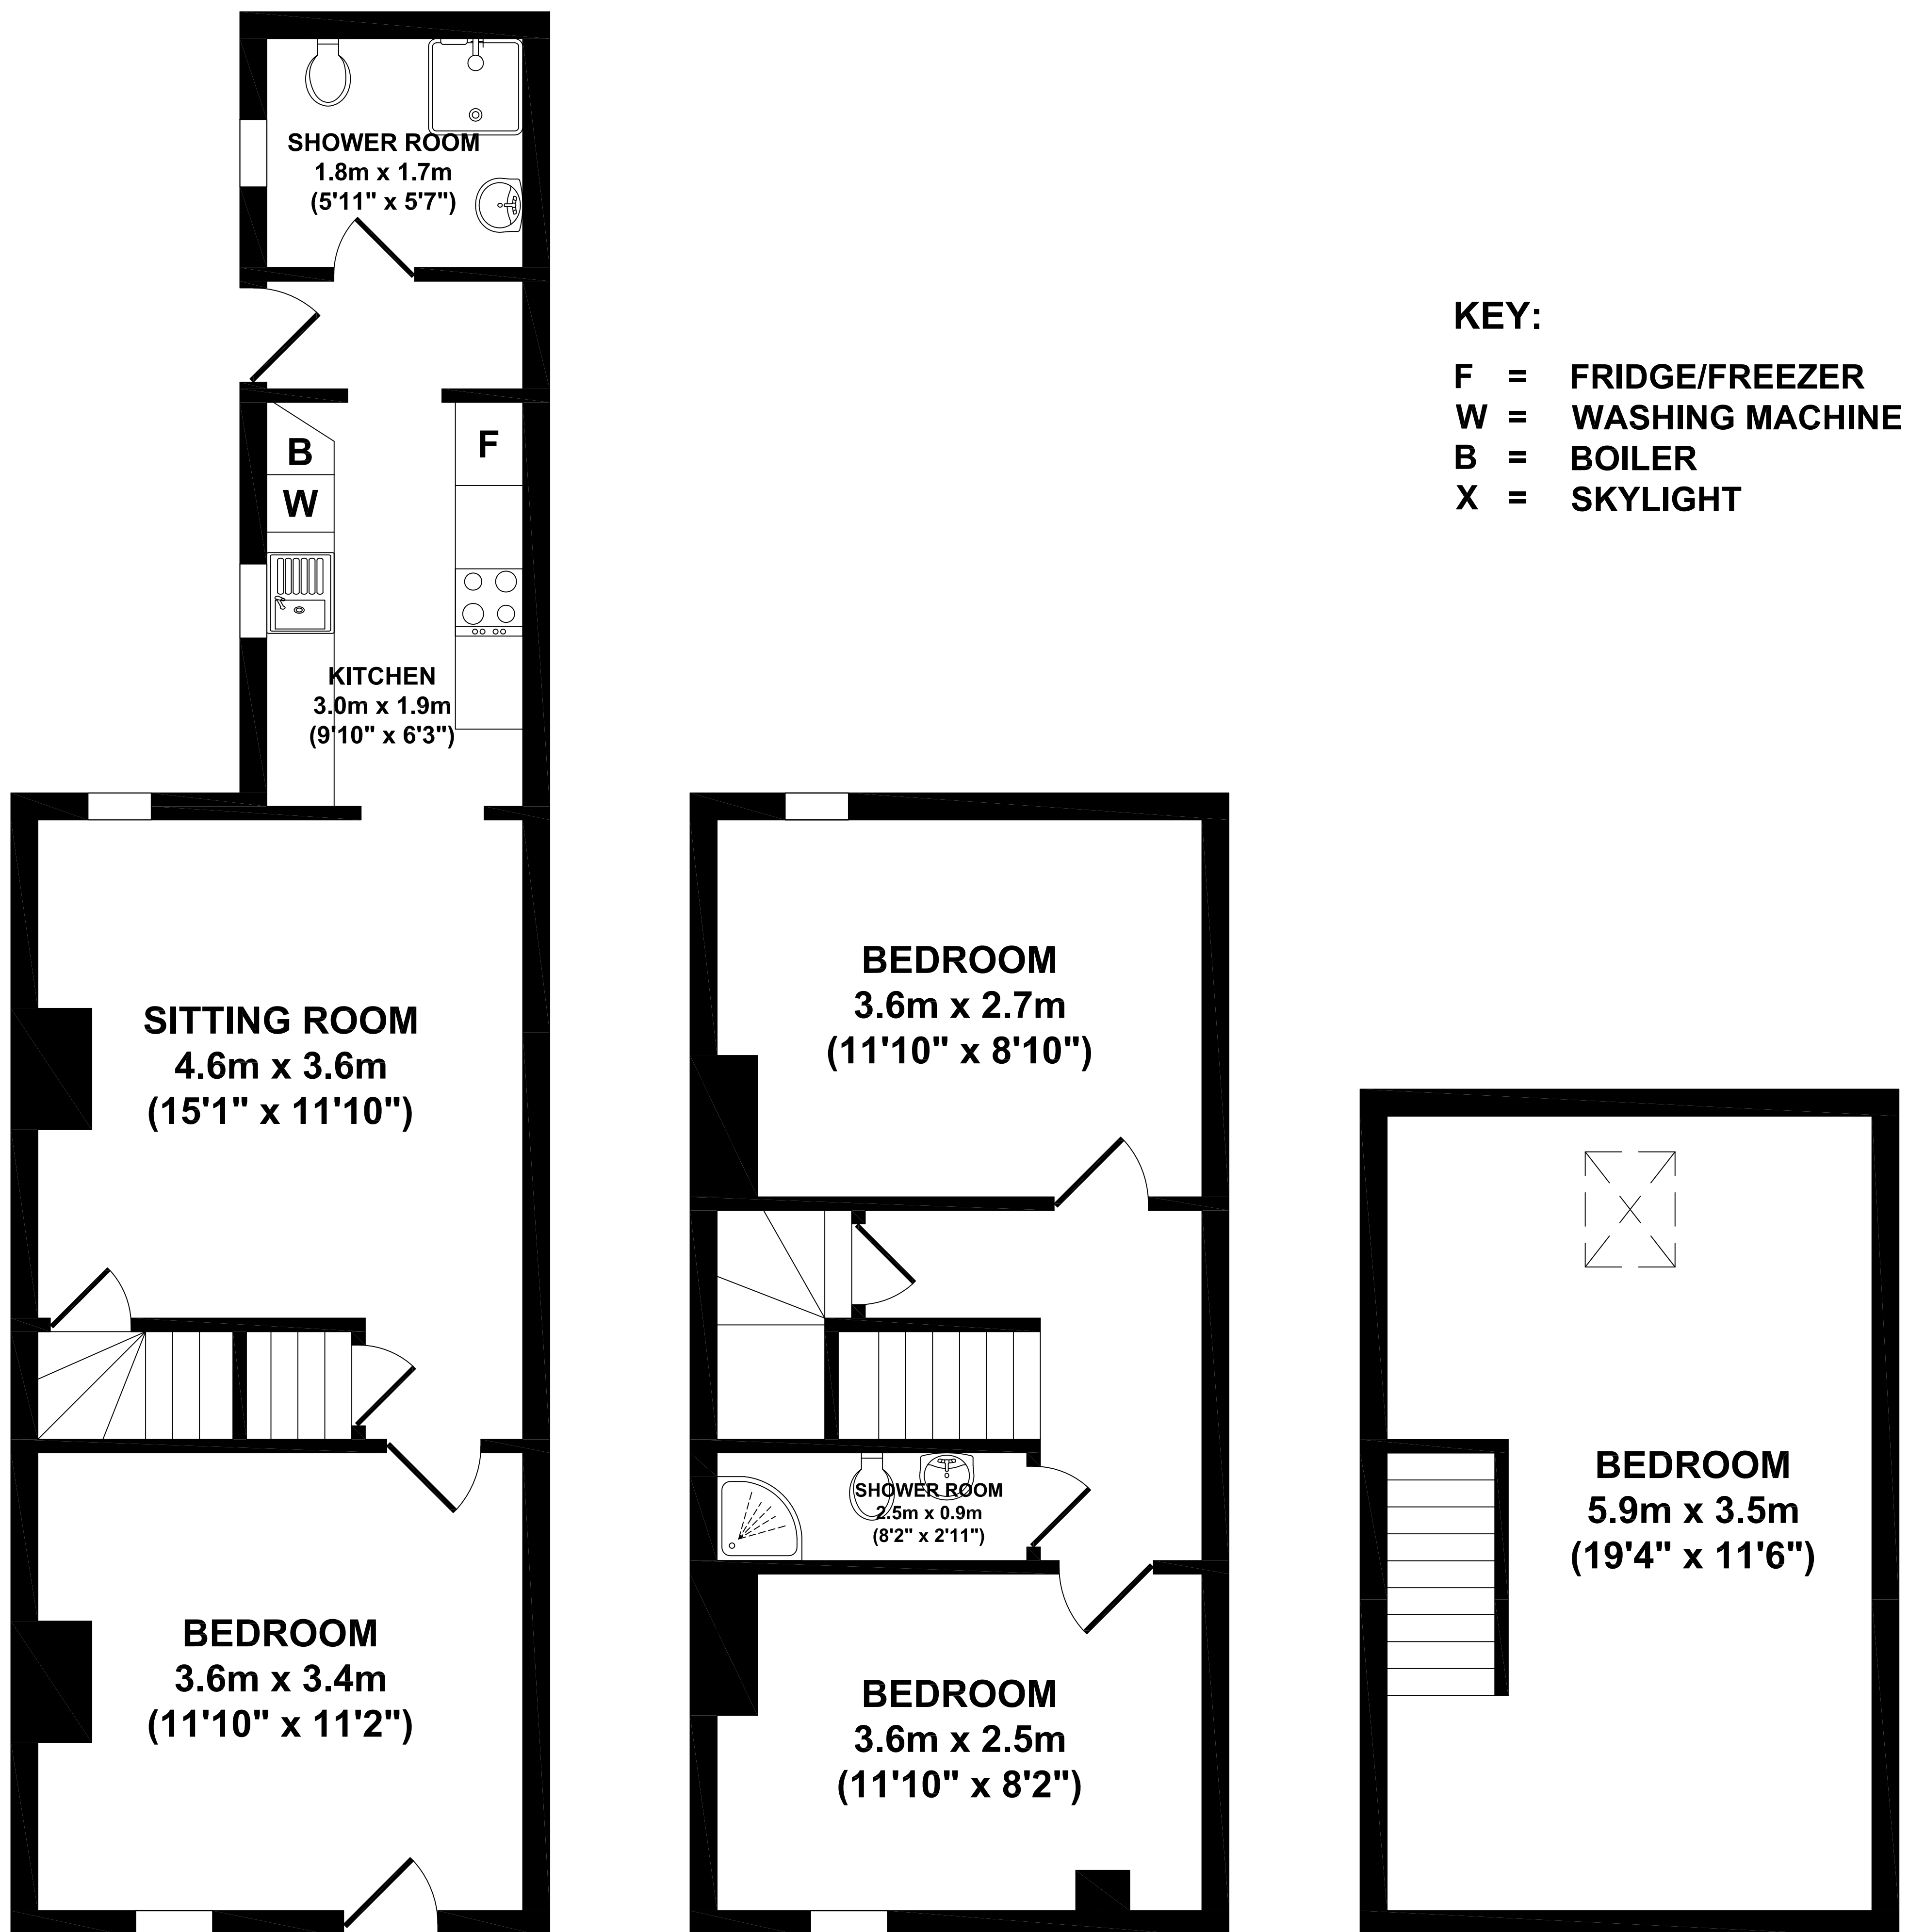 SHOWER ROOM
1.8m x 1.7m
(5'11" x 5'7")
B
W
F
KITCHEN
3.0m x 1.9m
(9'10" x 6'3")
SITTING ROOM
4.6m x 3.6m
(15'1" x 11'10")
BEDROOM
3.6m x 3.4m
(11'10" x 11'2")
BEDROOM
3.6m x 2.7m
(11'10" x 8'10")
SHOWER ROOM
2.5m x 0.9m
(8'2" x 2'11")
BEDROOM
3.6m x 2.5m
(11'10" x 8'2")
KEY:
F = FRIDGE/FREEZER
W = WASHING MACHINE
B = BOILER
X = SKYLIGHT
BEDROOM
5.9m x 3.5m
(19'4" x 11'6")